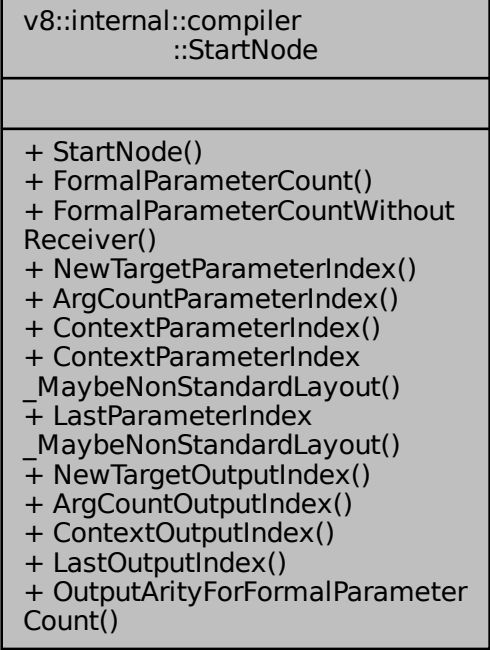 v8::internal::compiler
::StartNode
+ StartNode()
+ FormalParameterCount()
+ FormalParameterCountWithout
Receiver()
+ NewTargetParameterIndex()
+ ArgCountParameterIndex()
+ ContextParameterIndex()
+ ContextParameterIndex
_MaybeNonStandardLayout()
+ LastParameterIndex
_MaybeNonStandardLayout()
+ NewTargetOutputIndex()
+ ArgCountOutputIndex()
+ ContextOutputIndex()
+ LastOutputIndex()
+ OutputArityForFormalParameter
Count()